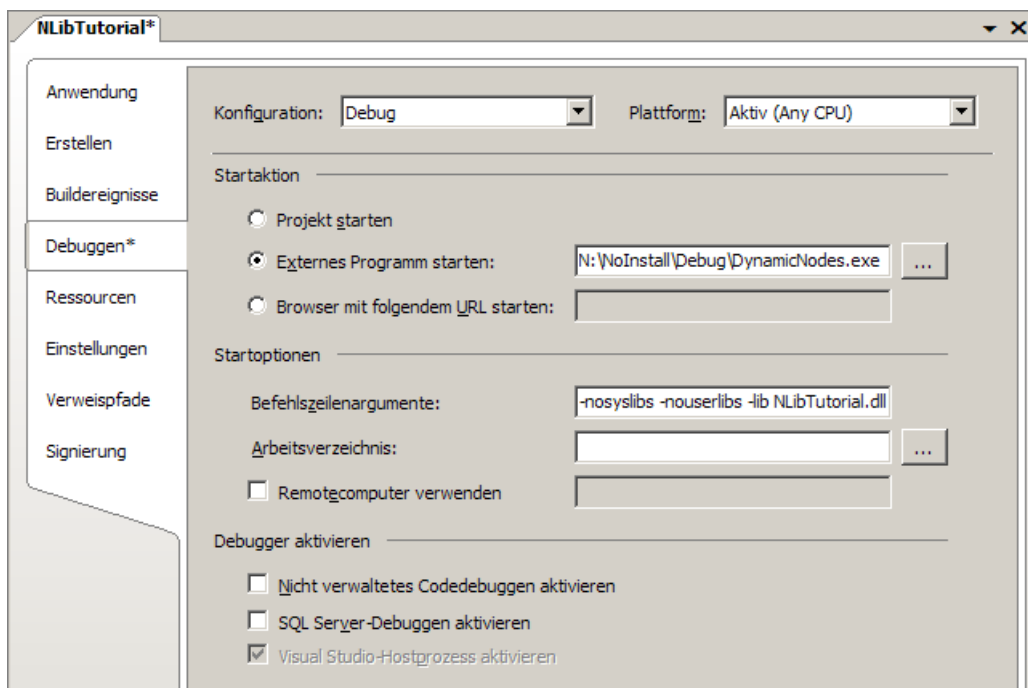 NLibTutorial*
Anwendung
Erstellen
Buildereignisse
Debuggen*
Ressourcen
Einstellungen
Verweispfade
Signierung
Konfiguration: Debug Plattform: Aktiv (Any CPU)
Startaktion
Projekt starten
Externes Programm starten: N:\NoInstall\Debug\DynamicNodes.exe ...
Browser mit folgendem URL starten:
Startoptionen
Befehlszeilenargumente: -nosyslibs -nouserlibs -lib NLibTutorial.dll
Arbeitsverzeichnis: ...
Remotecomputer verwenden
Debugger aktivieren
Nicht verwaltetes Codedebuggen aktivieren
SQL Server-Debuggen aktivieren
Visual Studio-Hostprozess aktivieren